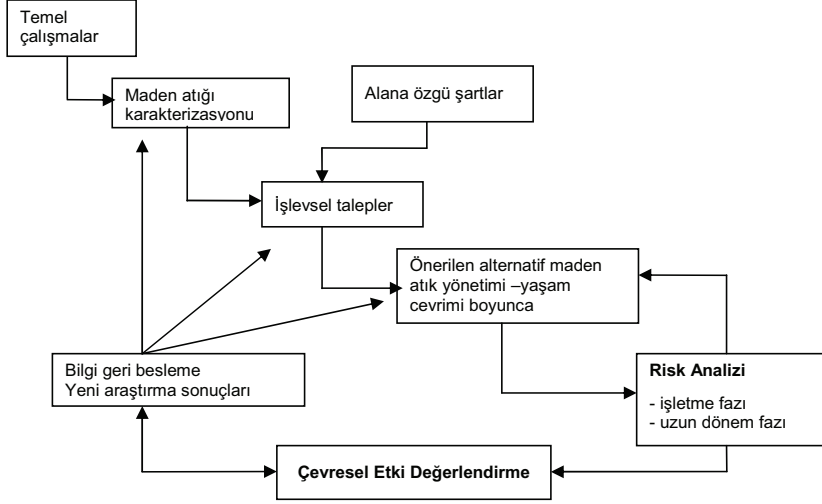 Temel
çalışmalar
Maden atığı
karakterizasyonu
Alana özgü şartlar
İşlevsel talepler
Önerilen alternatif maden
atık yönetimi –yaşam
cevrimi boyunca
Bilgi geri besleme
Yeni araştırma sonuçları
Risk Analizi
- işletme fazı
- uzun dönem fazı
Çevresel Etki Değerlendirme